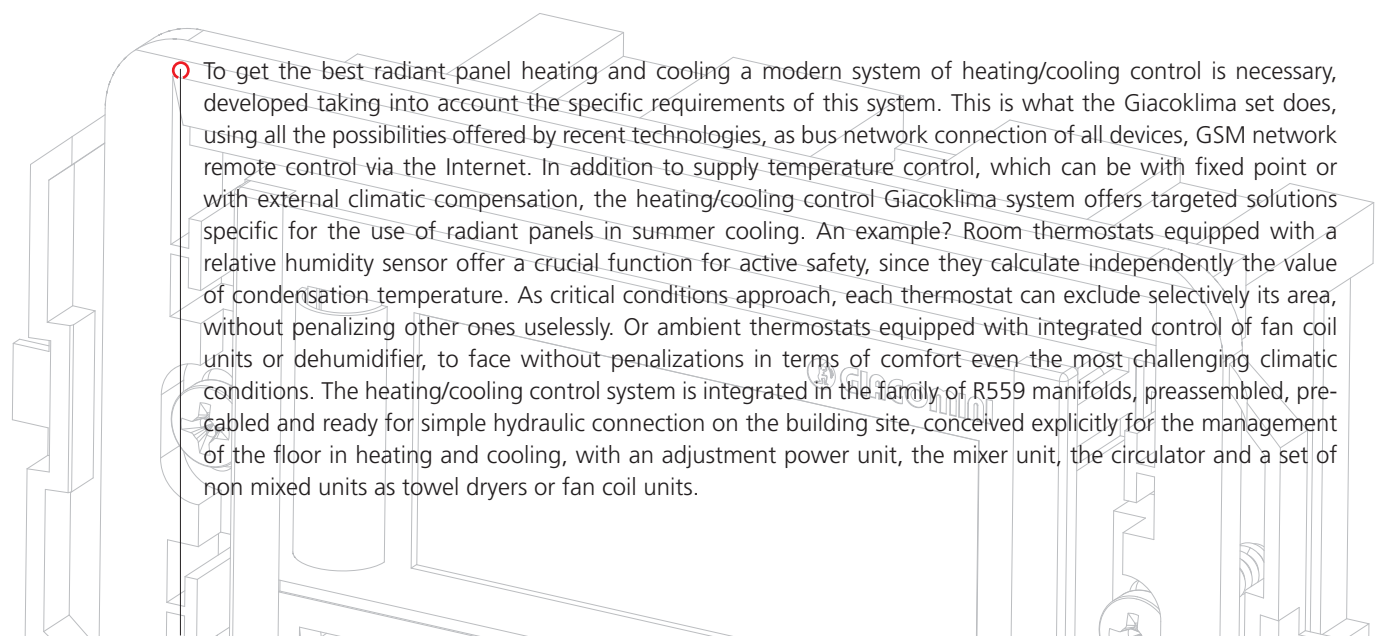 To get the best radiant panel heating and cooling a modern system of heating/cooling control is necessary,
developed taking into account the specific requirements of this system. This is what the Giacoklima set does,
using all the possibilities offered by recent technologies, as bus network connection of all devices, GSM network
remote control via the Internet. In addition to supply temperature control, which can be with fixed point or
with external climatic compensation, the heating/cooling control Giacoklima system offers targeted solutions
specific for the use of radiant panels in summer cooling. An example? Room thermostats equipped with a
relative humidity sensor offer a crucial function for active safety, since they calculate independently the value
of condensation temperature. As critical conditions approach, each thermostat can exclude selectively its area,
without penalizing other ones uselessly. Or ambient thermostats equipped with integrated control of fan coil
units or dehumidifier, to face without penalizations in terms of comfort even the most challenging climatic
conditions. The heating/cooling control system is integrated in the family of R559 manifolds, preassembled, pre-
cabled and ready for simple hydraulic connection on the building site, conceived explicitly for the management
of the floor in heating and cooling, with an adjustment power unit, the mixer unit, the circulator and a set of
non mixed units as towel dryers or fan coil units.
GIACOMINI